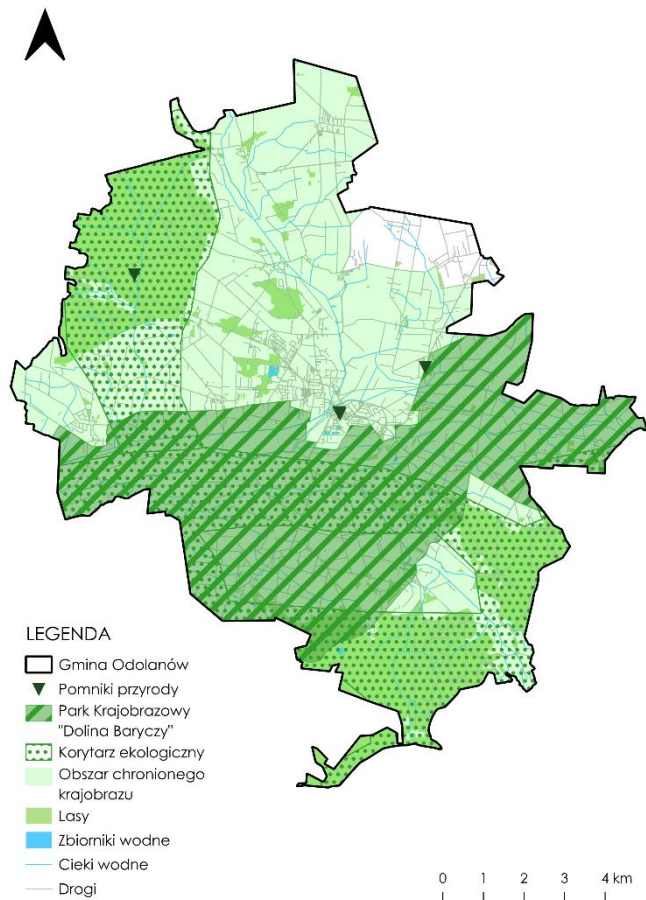 LEGENDA
Gmina Odolanów
Pomniki przyrody
Park Krajobrazowy
"Dolina Baryczy"
Korytarz ekologiczny
Obszar chronionego
krajobrazu
Lasy
Zbiorniki wodne
Cieki wodne
Drogi
0 1 2 3 4 km